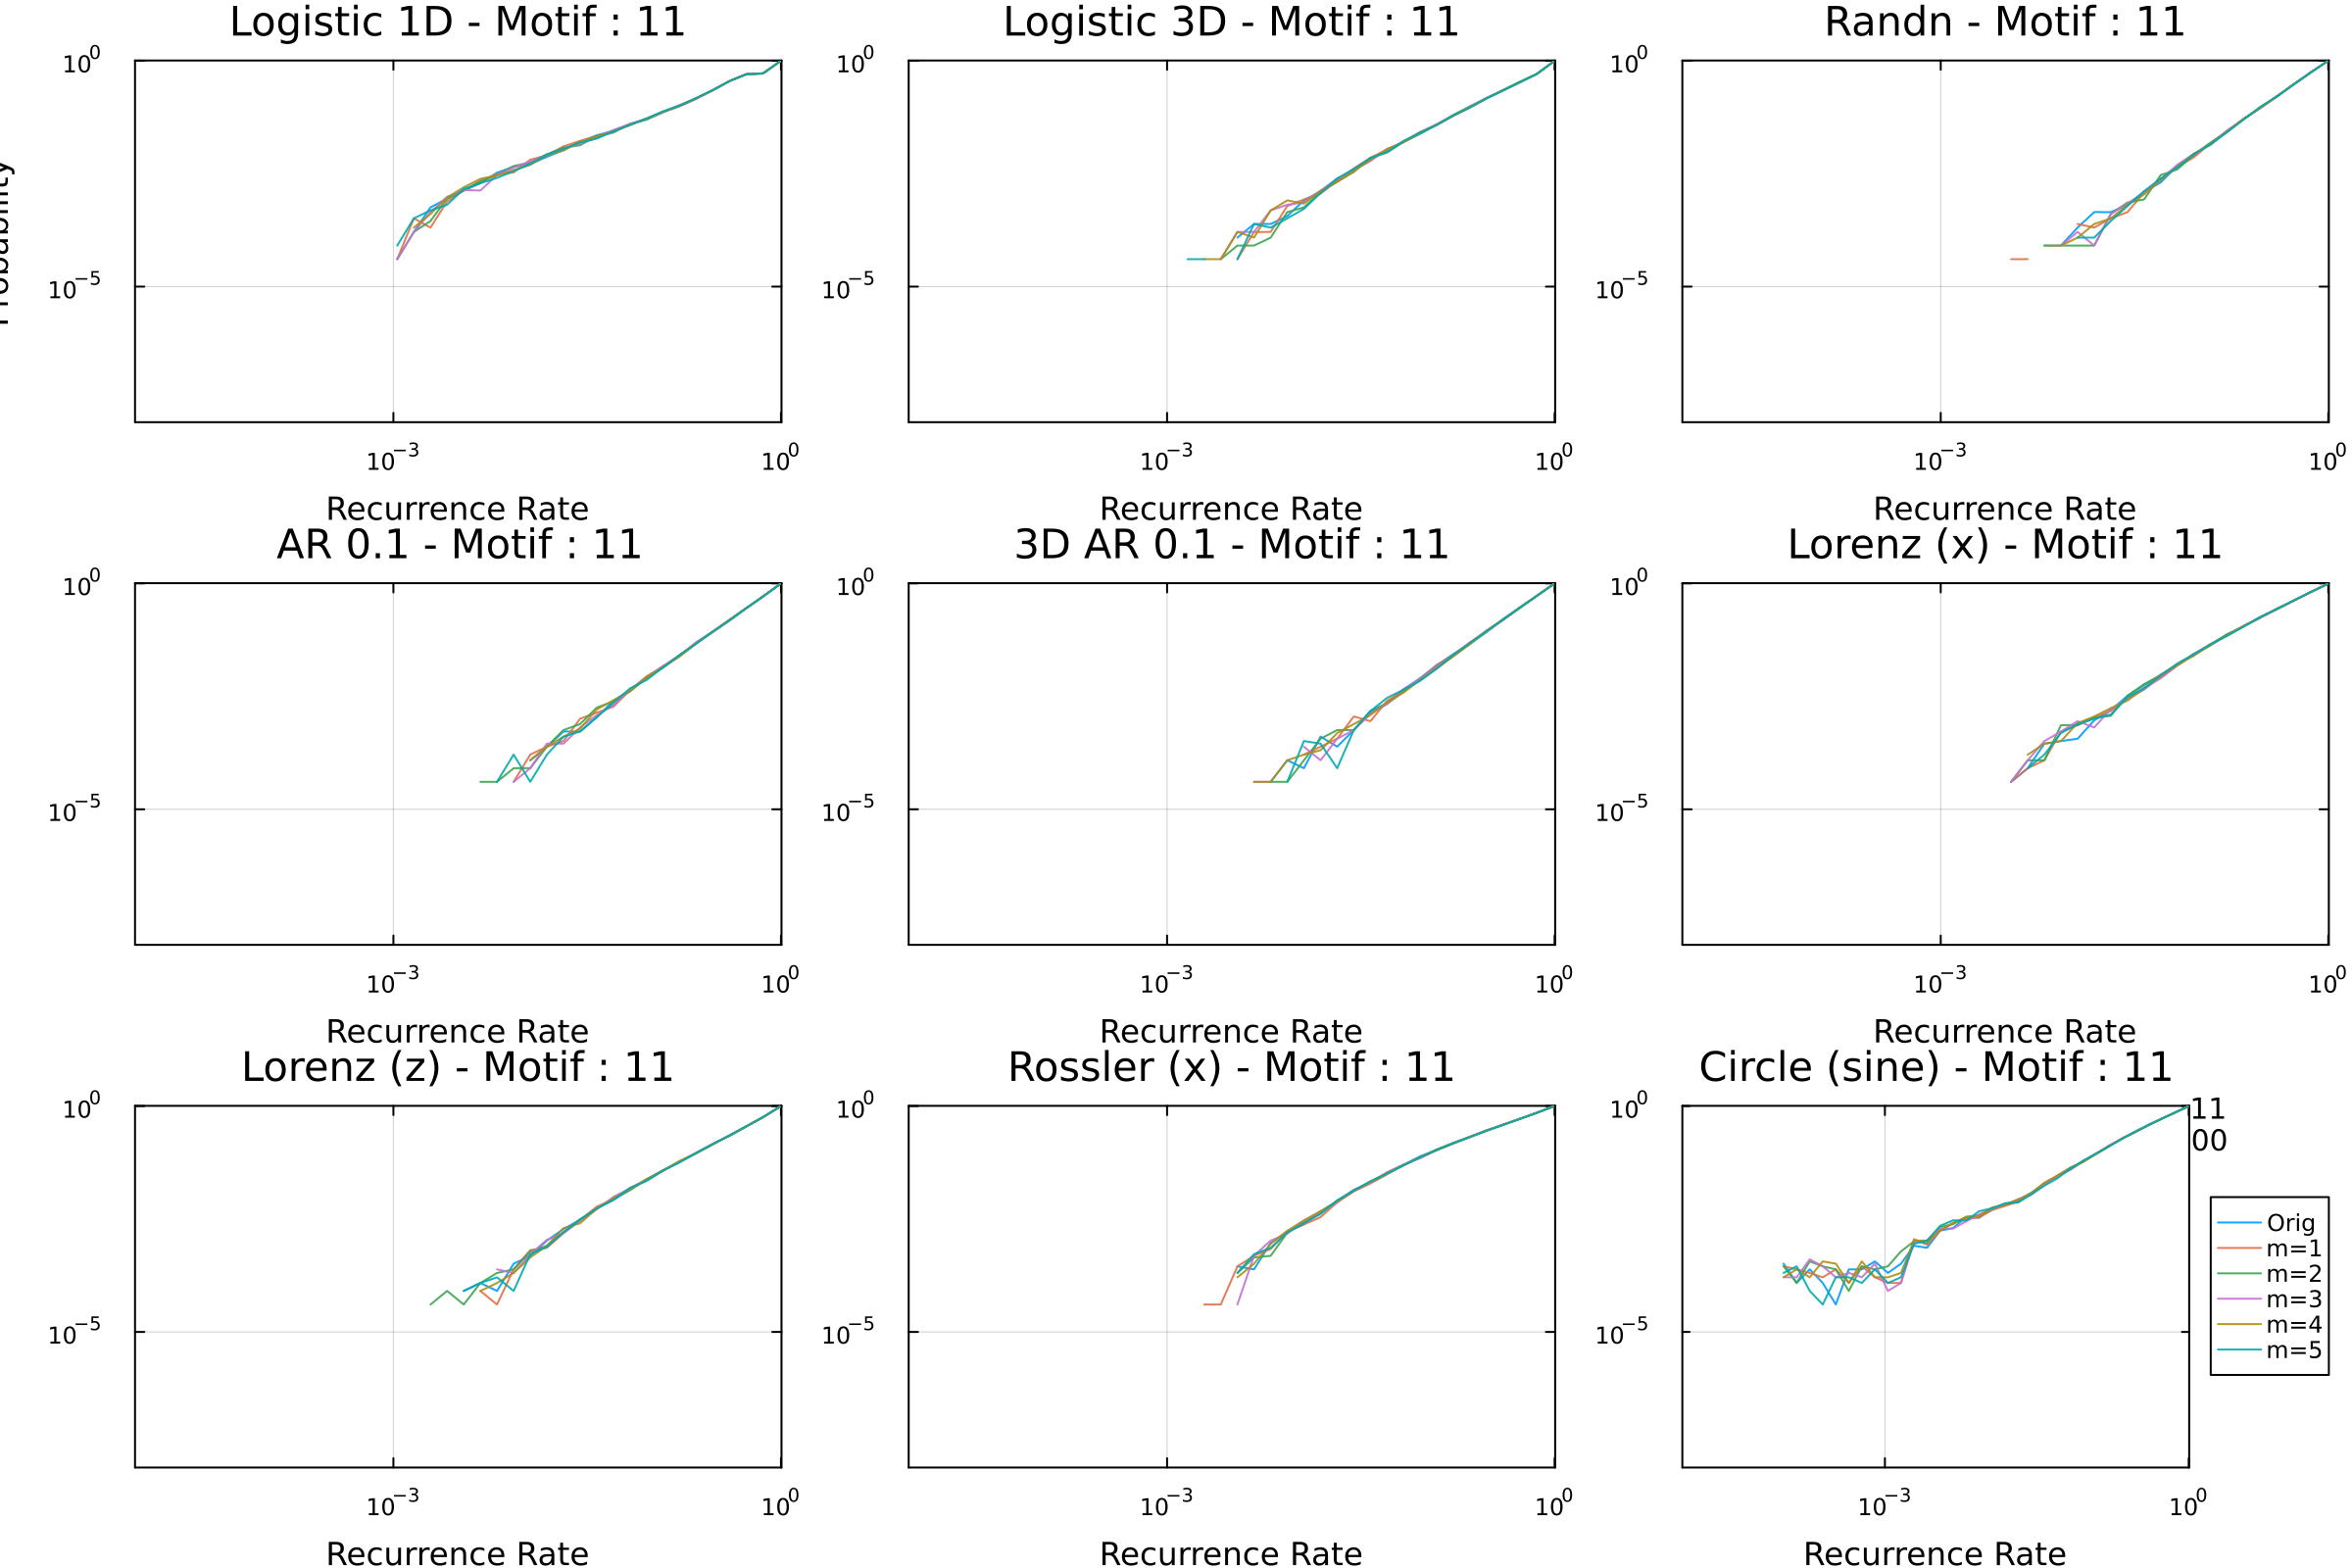 Logistic 1D - Motif : 11
Logistic 3D - Motif : 11
Randn - Motif : 11
10^0
10^−5
10^−3
10^0
Recurrence Rate
10^0
10^−5
10^−3
10^0
Recurrence Rate
10^0
10^−5
10^−3
10^0
Recurrence Rate
AR 0.1 - Motif : 11
3D AR 0.1 - Motif : 11
Lorenz (x) - Motif : 11
10^0
10^−5
10^−3
10^0
Recurrence Rate
10^0
10^−5
10^−3
10^0
Recurrence Rate
10^0
10^−5
10^−3
10^0
Recurrence Rate
Lorenz (z) - Motif : 11
Rossler (x) - Motif : 11
Circle (sine) - Motif : 11
10^0
10^−5
10^−3
10^0
Recurrence Rate
10^0
10^−5
10^−3
10^0
Recurrence Rate
10^0
10^−5
10^−3
10^0
Recurrence Rate
11
00
Orig
m=1
m=2
m=3
m=4
m=5